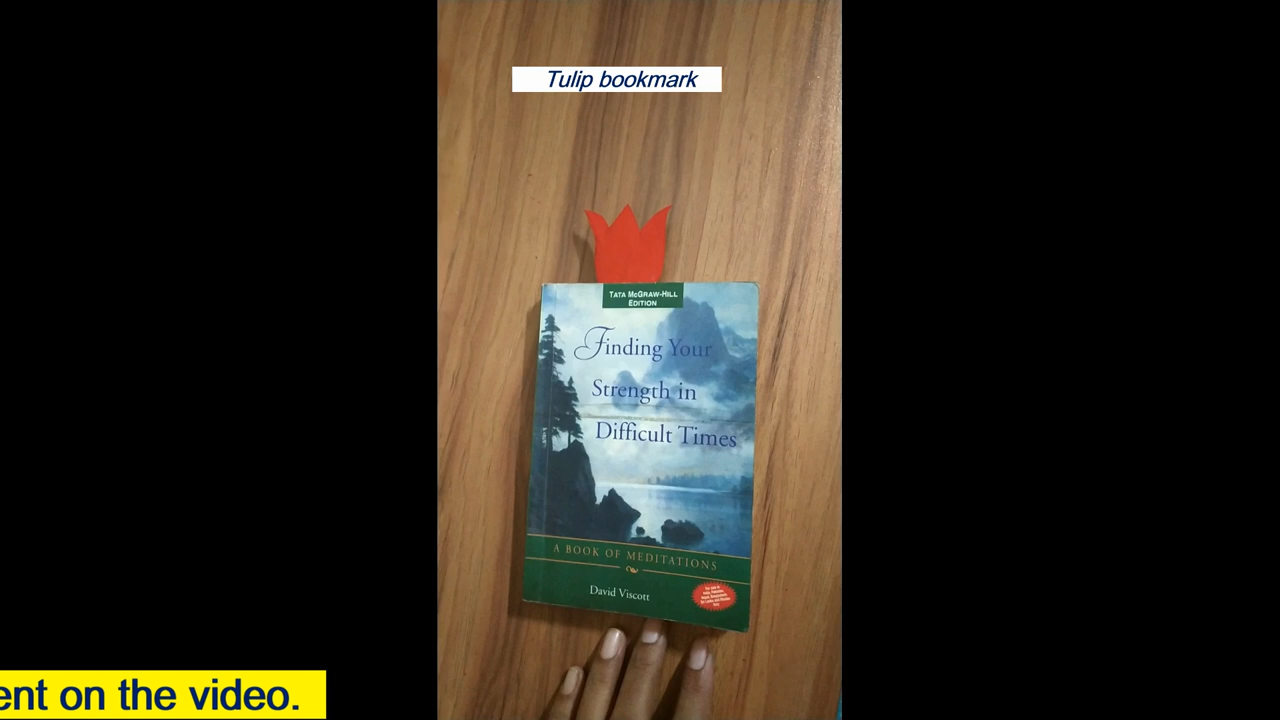 Tulip bookmark
TATA MCGRAW-HILL
EDITION
Finding Your
Strength in
Difficult Times
A BOOK OF MEDITATIONS
David Viscott
ent on the video.